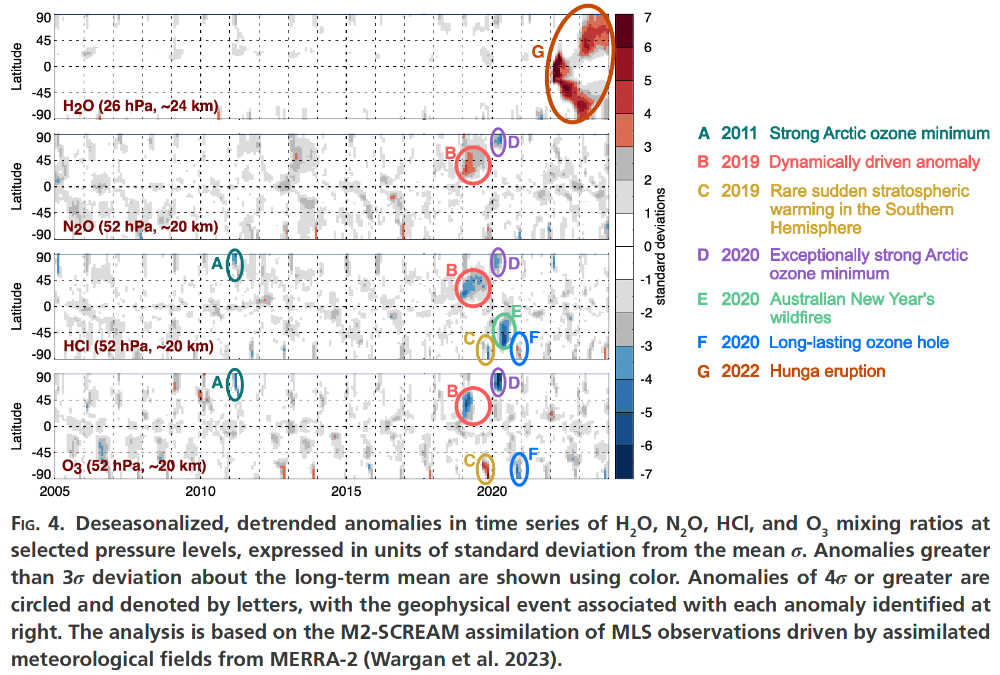 90
45
0
-45
-90
Latitude
H2O (26 hPa, ~24 km)
G
90
45
0
-45
-90
Latitude
N2O (52 hPa, ~20 km)
B
D
90
45
0
-45
-90
Latitude
HCl (52 hPa, ~20 km)
A
B
D
E
C
F
90
45
0
-45
-90
Latitude
O3 (52 hPa, ~20 km)
A
B
D
C
F
2005 2010 2015 2020
7
6
5
4
3
2
1
0
-1
-2
-3
-4
-5
-6
-7
standard deviations
A 2011 Strong Arctic ozone minimum
B 2019 Dynamically driven anomaly
C 2019 Rare sudden stratospheric
warming in the Southern
Hemisphere
D 2020 Exceptionally strong Arctic
ozone minimum
E 2020 Australian New Year's
wildfires
F 2020 Long-lasting ozone hole
G 2022 Hunga eruption
FIG. 4. Deseasonalized, detrended anomalies in time series of H2O, N2O, HCl, and O3 mixing ratios at
selected pressure levels, expressed in units of standard deviation from the mean σ. Anomalies greater
than 3σ deviation about the long-term mean are shown using color. Anomalies of 4σ or greater are
circled and denoted by letters, with the geophysical event associated with each anomaly identified at
right. The analysis is based on the M2-SCREAM assimilation of MLS observations driven by assimilated
meteorological fields from MERRA-2 (Wargan et al. 2023).